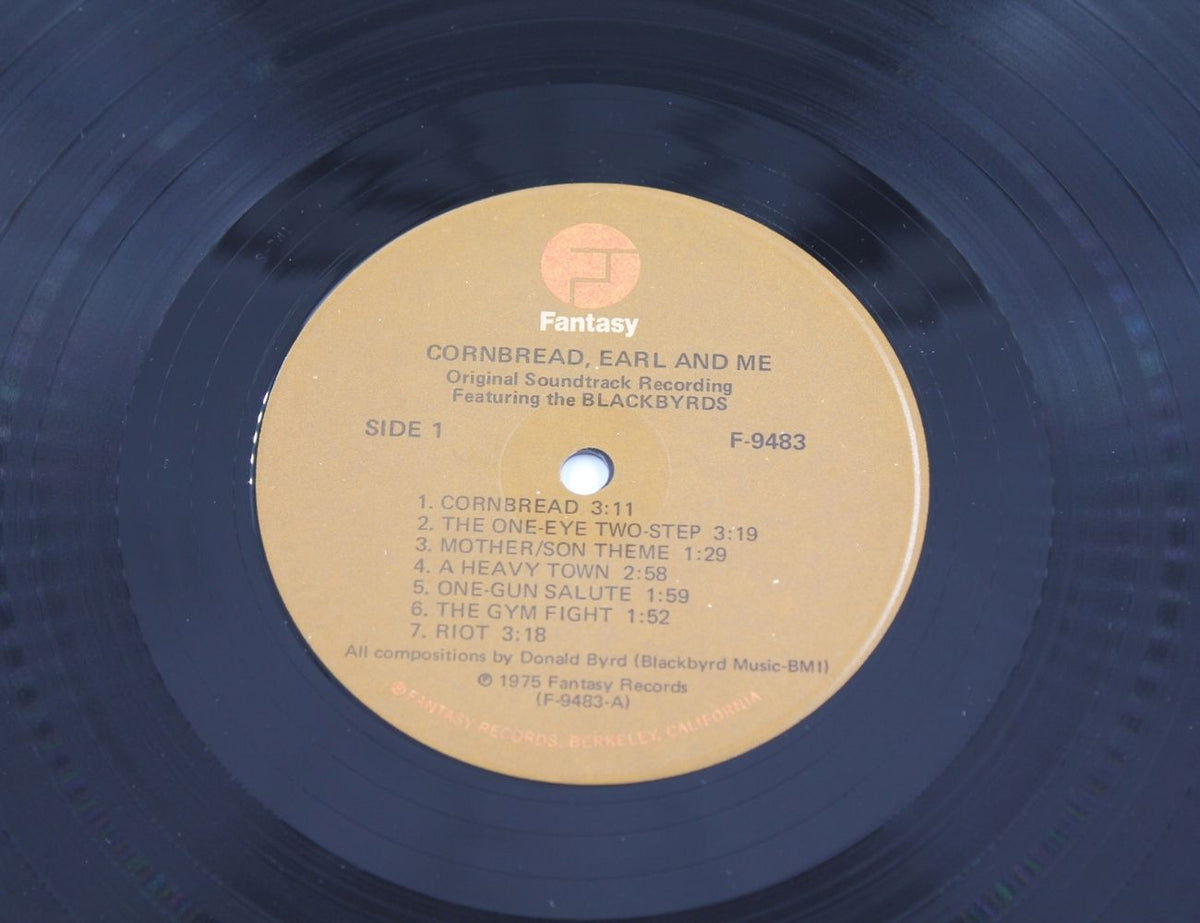 Fantasy
CORNBREAD, EARL AND ME
Original Soundtrack Recording
Featuring the BLACKBYRDS
SIDE 1
F-9483
1. CORNBREAD 3:11
2. THE ONE-EYE TWO-STEP 3:19
3. MOTHER/SON THEME 1:29
4. A HEAVY TOWN 2:58
5. ONE-GUN SALUTE 1:59
6. THE GYM FIGHT 1:52
7. RIOT 3:18
All compositions by Donald Byrd (Blackbyrd Music-BMI)
℗ 1975 Fantasy Records
(F-9483-A)
® FANTASY RECORDS, BERKELEY, CALIFORNIA